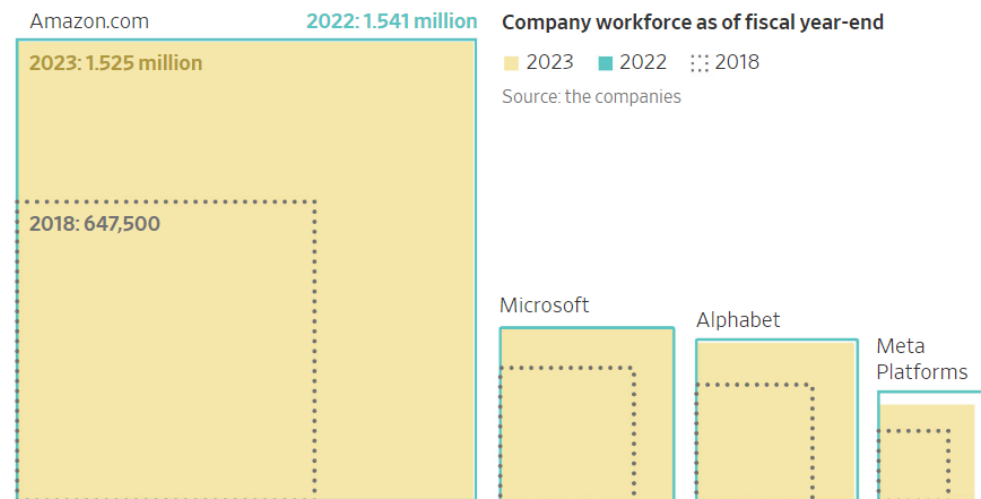 Amazon.com
2022: 1.541 million
2023: 1.525 million
2018: 647,500
Company workforce as of fiscal year-end
2023 2022 2018
Source: the companies
Microsoft
Alphabet
Meta
Platforms